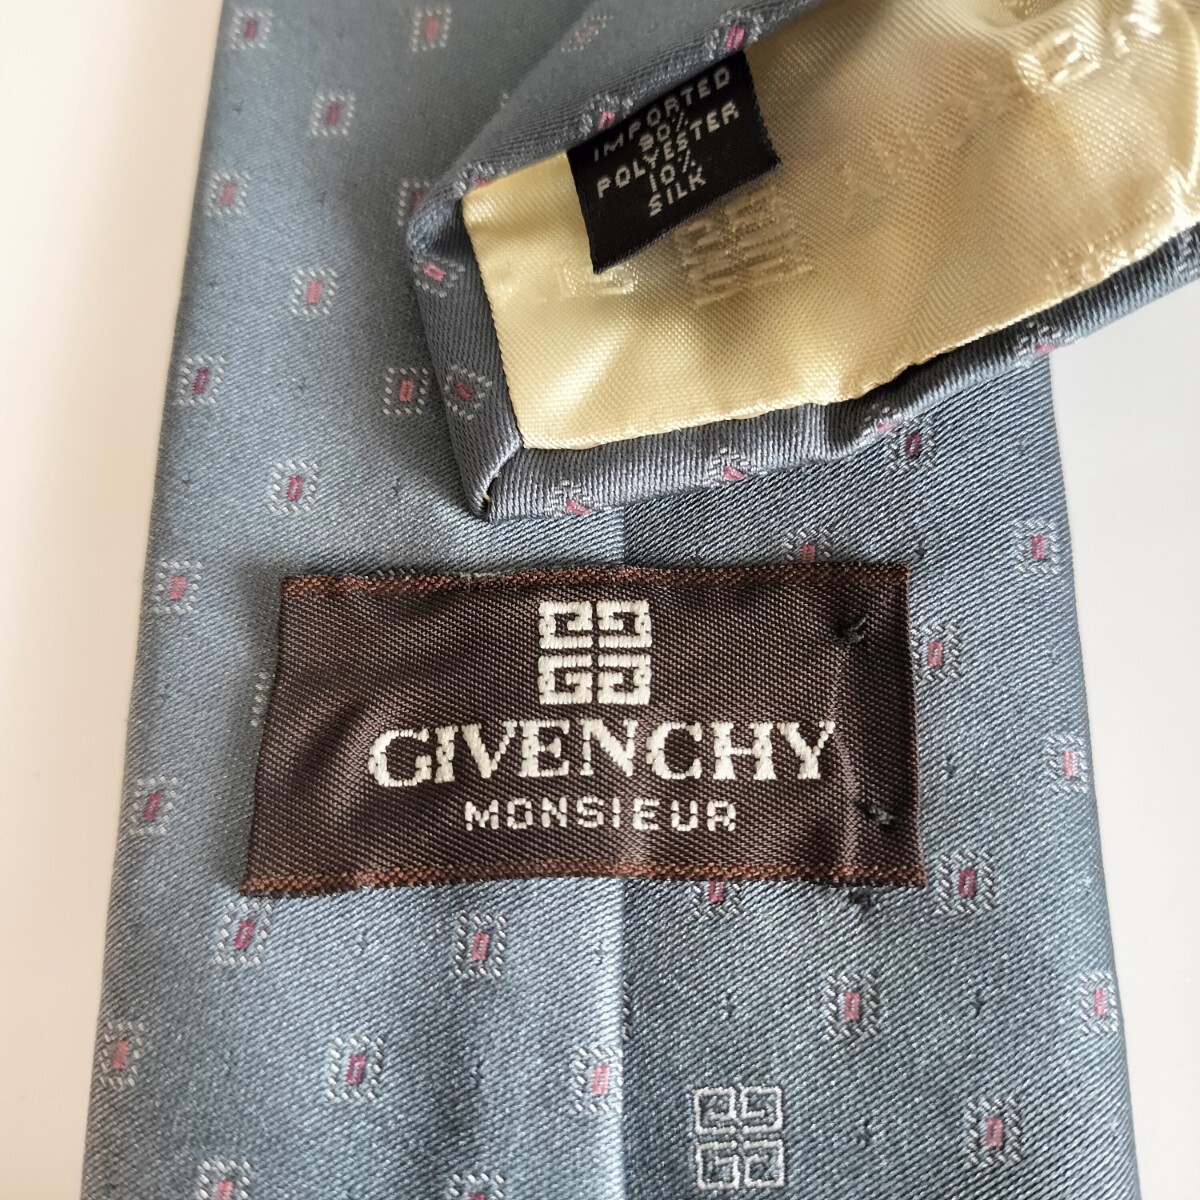 IMPORTED
90%
POLYESTER
10%
SILK
GIVENCHY
MONSIEUR